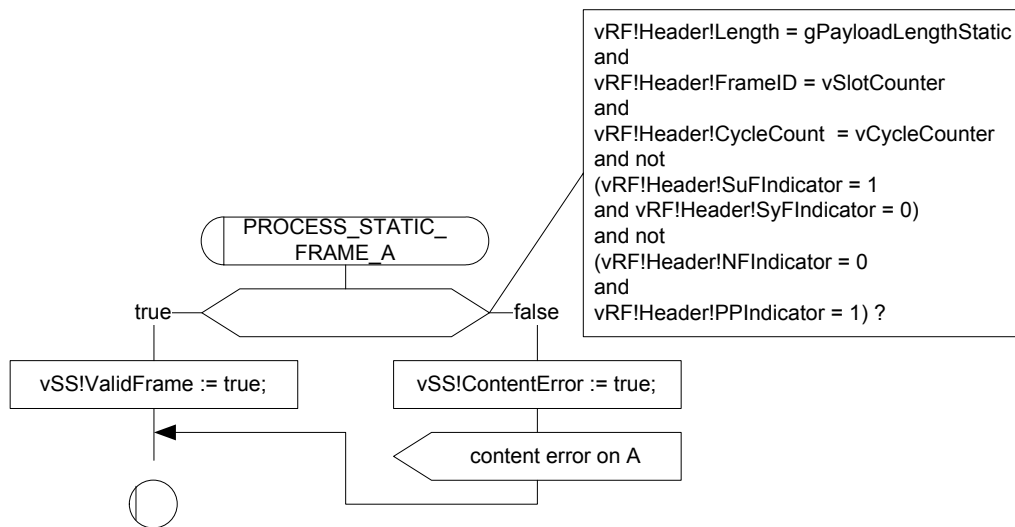 vRF!Header!Length = gPayloadLengthStatic
and
vRF!Header!FrameID = vSlotCounter
and
vRF!Header!CycleCount  = vCycleCounter
and not
(vRF!Header!SuFIndicator = 1
and vRF!Header!SyFIndicator = 0)
and not
(vRF!Header!NFIndicator = 0
and
vRF!Header!PPIndicator = 1) ?
PROCESS_STATIC_
FRAME_A
true
false
vSS!ValidFrame := true;
vSS!ContentError := true;
content error on A